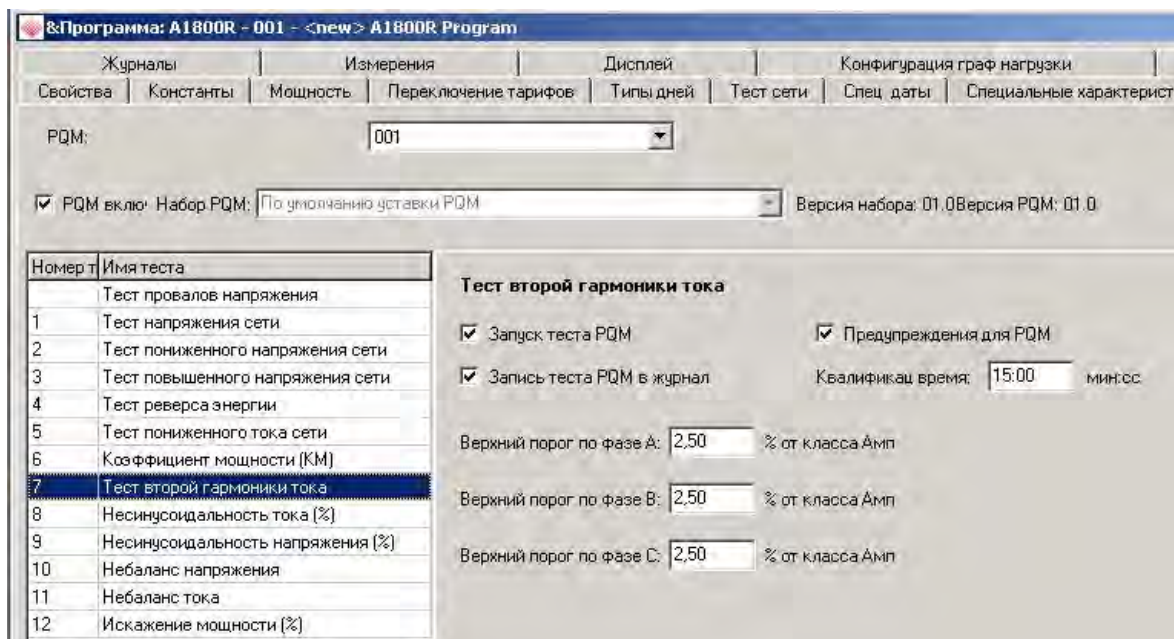 &Программа: A1800R - 001 - <new> A1800R Program
Журналы Измерения Дисплей Конфигурация граф нагрузки
Свойства Константы Мощность Переключение тарифов Типы дней Тест сети Спец. даты Специальные характерист
PQM: 001
PQM вклю Набор PQM: По умолчанию уставки PQM Версия набора: 01.0Версия PQM: 01.0
Номер т Имя теста
Тест провалов напряжения
1 Тест напряжения сети
2 Тест пониженного напряжения сети
3 Тест повышенного напряжения сети
4 Тест реверса энергии
5 Тест пониженного тока сети
6 Коэффициент мощности (КМ)
7 Тест второй гармоники тока
8 Несинусоидальность тока (%)
9 Несинусоидальность напряжения (%)
10 Небаланс напряжения
11 Небаланс тока
12 Искажение мощности (%)
Тест второй гармоники тока
Запуск теста PQM Предупреждения для PQM
Запись теста PQM в журнал Квалификац время: 15:00 мин:сс
Верхний порог по фазе А: 2,50 % от класса Амп
Верхний порог по фазе В: 2,50 % от класса Амп
Верхний порог по фазе С: 2,50 % от класса Амп